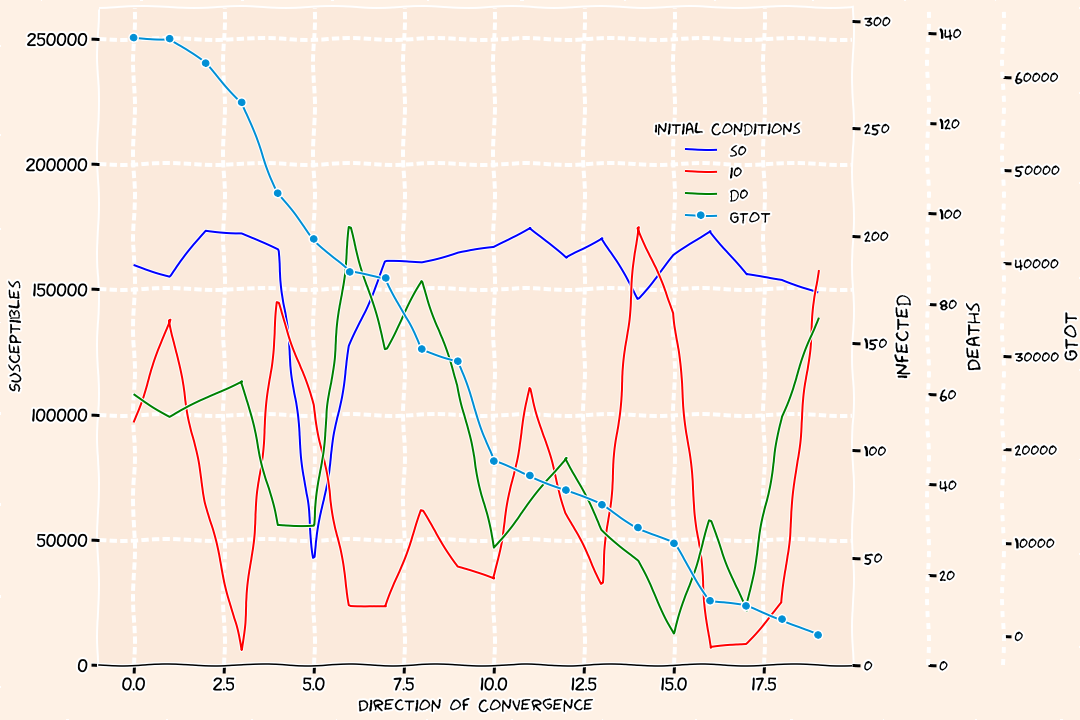 250000
200000
150000
100000
50000
0
SUSCEPTIBLES
0.0 2.5 5.0 7.5 10.0 12.5 15.0 17.5
DIRECTION OF CONVERGENCE
INITIAL CONDITIONS
S0
I0
D0
GTOT
300
250
200
150
100
50
0
INFECTED
140
120
100
80
60
40
20
0
DEATHS
60000
50000
40000
30000
20000
10000
0
GTOT